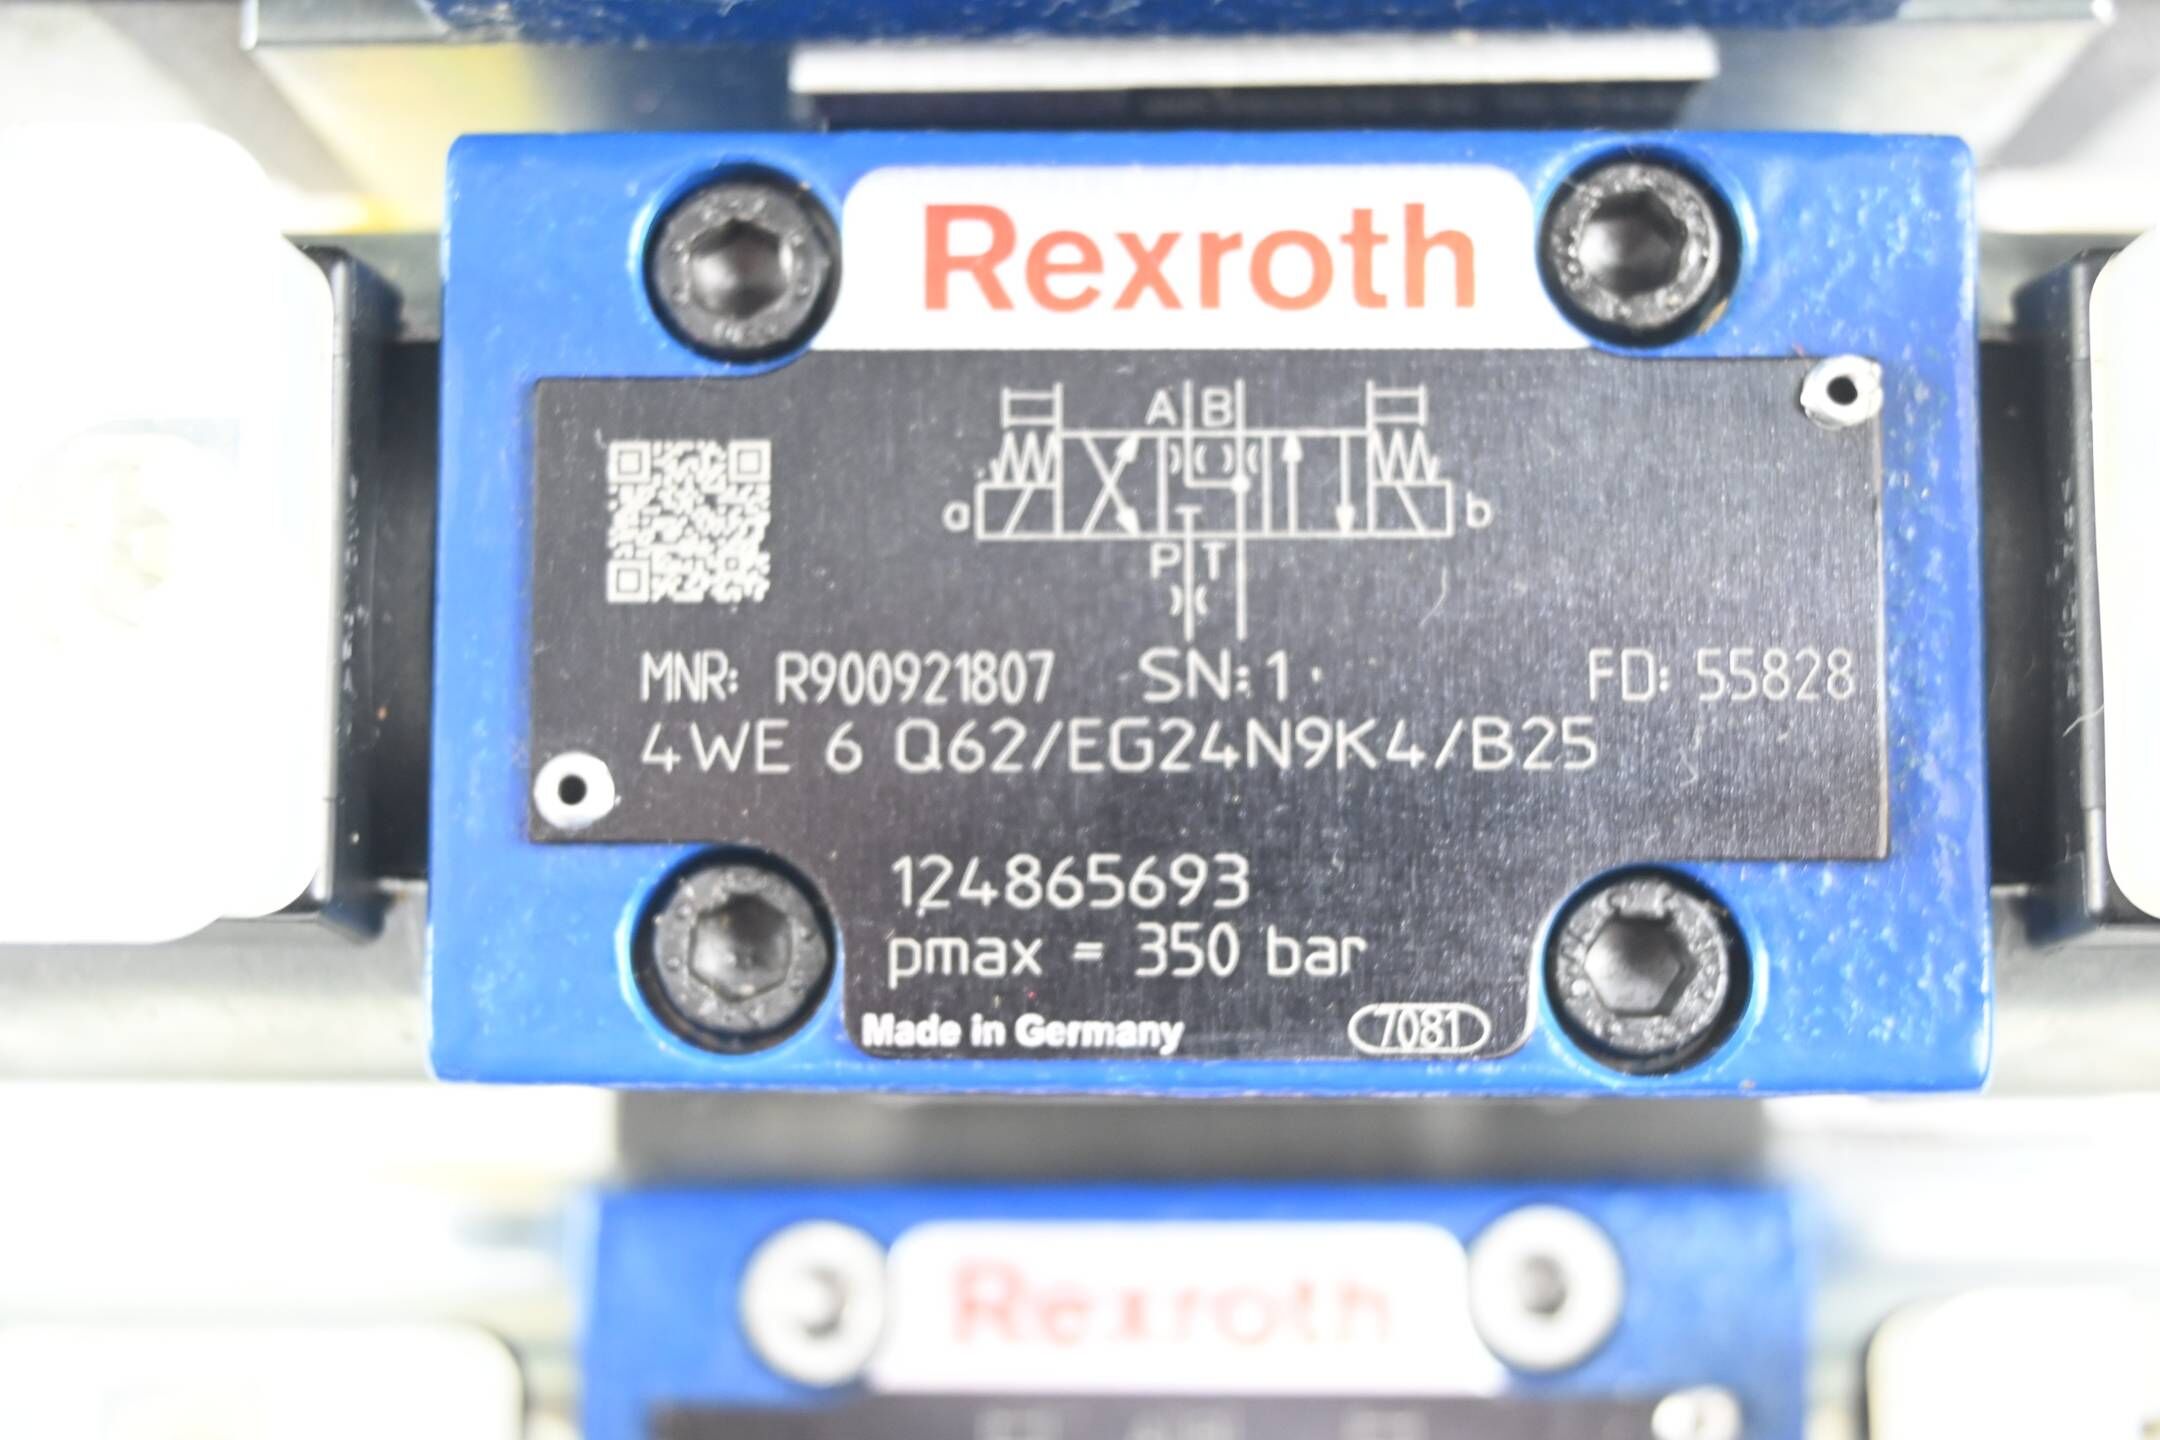 Rexroth
A B
a b
P T
MNR: R900921807 SN: 1 FD: 55828
4WE 6 Q62/EG24N9K4/B25
124865693
pmax = 350 bar
Made in Germany 7081
Rexroth